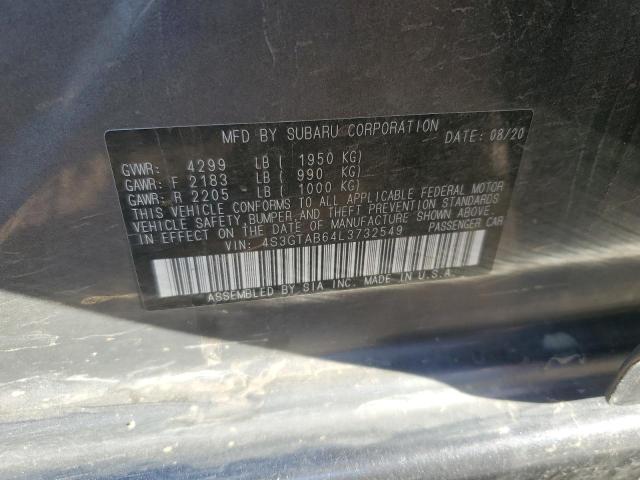 MFD BY SUBARU CORPORATION DATE: 08/20
GVWR: 4299 LB ( 1950 KG)
GAWR: F 2183 LB ( 990 KG)
GAWR: R 2205 LB ( 1000 KG)
THIS VEHICLE CONFORMS TO ALL APPLICABLE FEDERAL MOTOR
VEHICLE SAFETY, BUMPER, AND THEFT PREVENTION STANDARDS
IN EFFECT ON THE DATE OF MANUFACTURE SHOWN ABOVE.
VIN: 4S3GTAB64L3732549 PASSENGER CAR
ASSEMBLED BY SIA INC. MADE IN U.S.A.